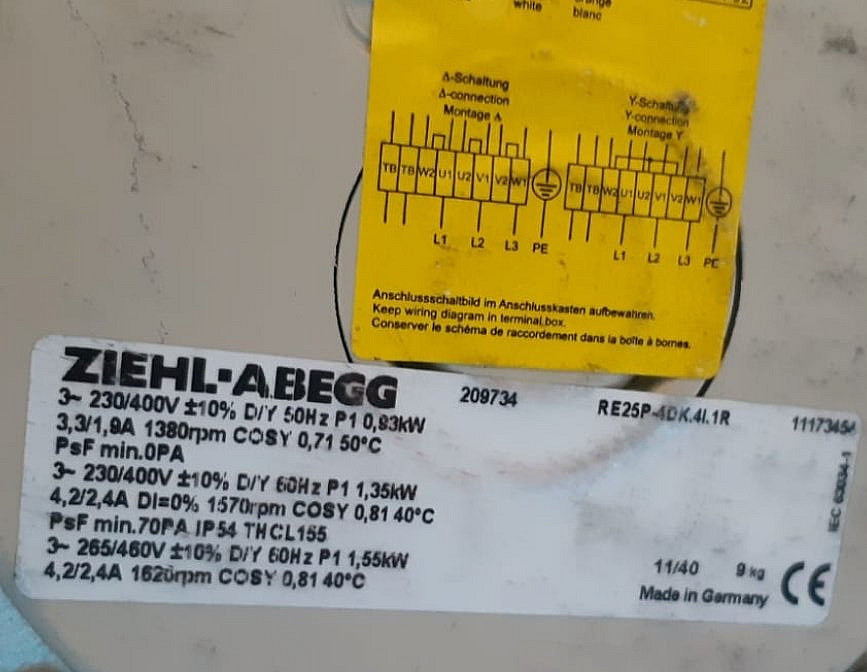 white
blanc
Δ-Schaltung
Δ-connection
Montage Δ
Y-Schaltung
Y-connection
Montage Y
TB TB W2 U1 U2 V1 V2 W1
TB TB W2 U1 U2 V1 V2 W1
L1 L2 L3 PE
L1 L2 L3 PE
Anschlussschaltbild im Anschlusskasten aufbewahren.
Keep wiring diagram in terminal box.
Conserver le schéma de raccordement dans la boîte à bornes.
ZIEHL-ABEGG
209734 RE25P-4DK.4I.1R
3~ 230/400V ±10% D/Y 50Hz P1 0,83kW
3,3/1,9A 1380rpm COSY 0,71 50°C
PsF min.0PA
3~ 230/400V ±10% D/Y 60Hz P1 1,35kW
4,2/2,4A DI=0% 1570rpm COSY 0,81 40°C
PsF min.70PA IP54 THCL155
3~ 265/460V ±10% D/Y 60Hz P1 1,55kW
4,2/2,4A 1620rpm COSY 0,81 40°C
IEC 60034-1
11/40 9 kg CE
Made in Germany